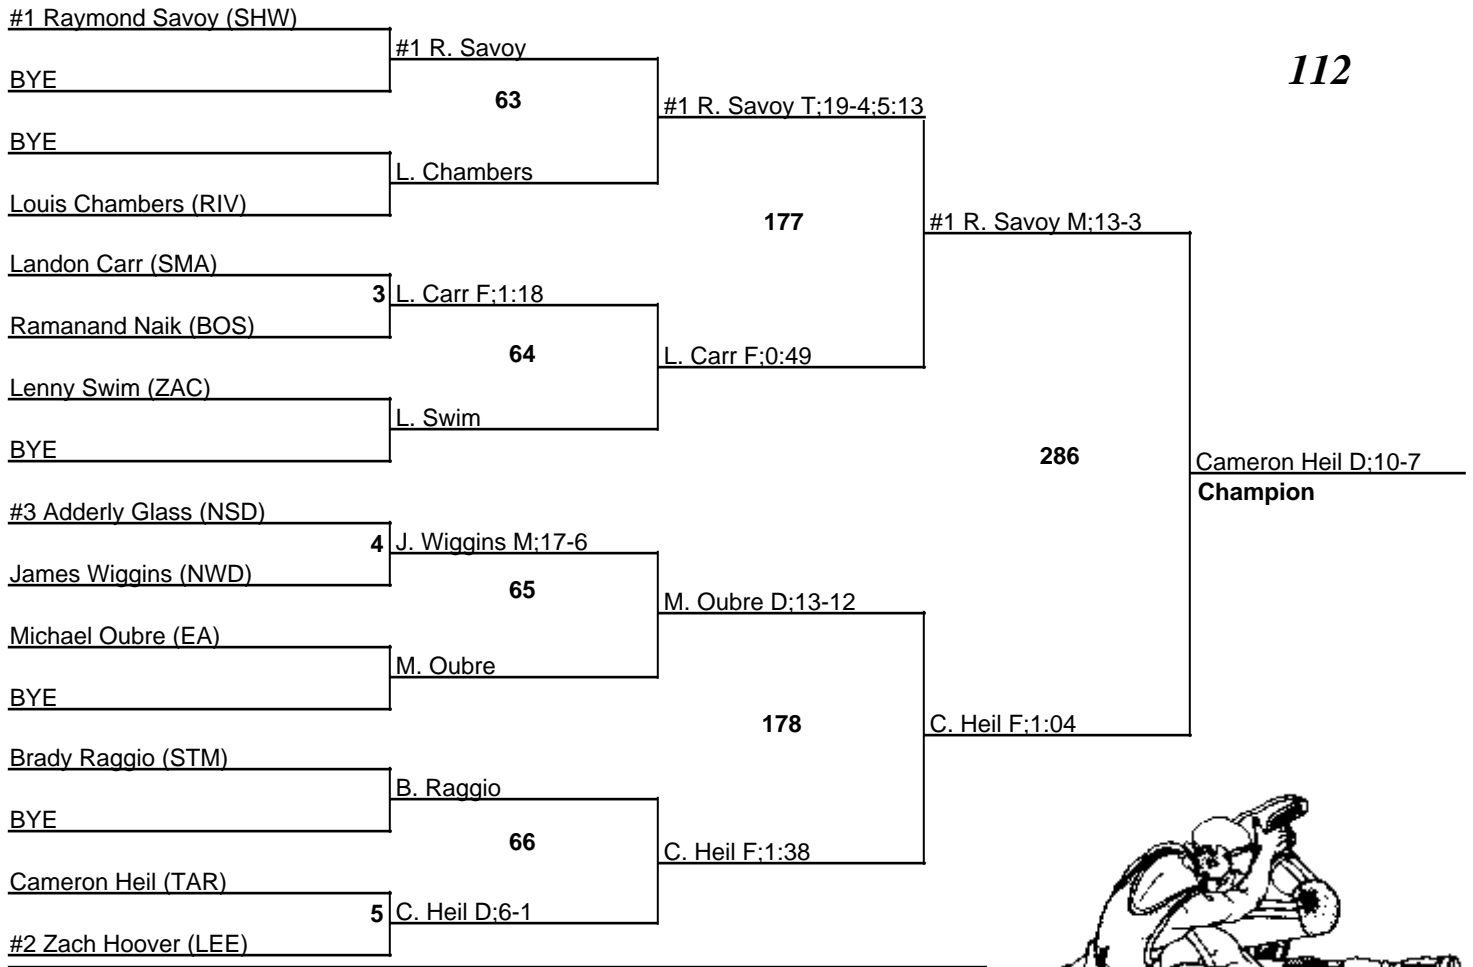 #1 Raymond Savoy (SHW)
#1 R. Savoy
BYE
63
#1 R. Savoy T;19-4;5:13
112
BYE
L. Chambers
Louis Chambers (RIV)
177
#1 R. Savoy M;13-3
Landon Carr (SMA)
3
L. Carr F;1:18
Ramanand Naik (BOS)
64
L. Carr F;0:49
Lenny Swim (ZAC)
L. Swim
BYE
286
Cameron Heil D;10-7
Champion
#3 Adderly Glass (NSD)
4
J. Wiggins M;17-6
James Wiggins (NWD)
65
M. Oubre D;13-12
Michael Oubre (EA)
M. Oubre
BYE
178
C. Heil F;1:04
Brady Raggio (STM)
B. Raggio
BYE
66
C. Heil F;1:38
Cameron Heil (TAR)
5
C. Heil D;6-1
#2 Zach Hoover (LEE)